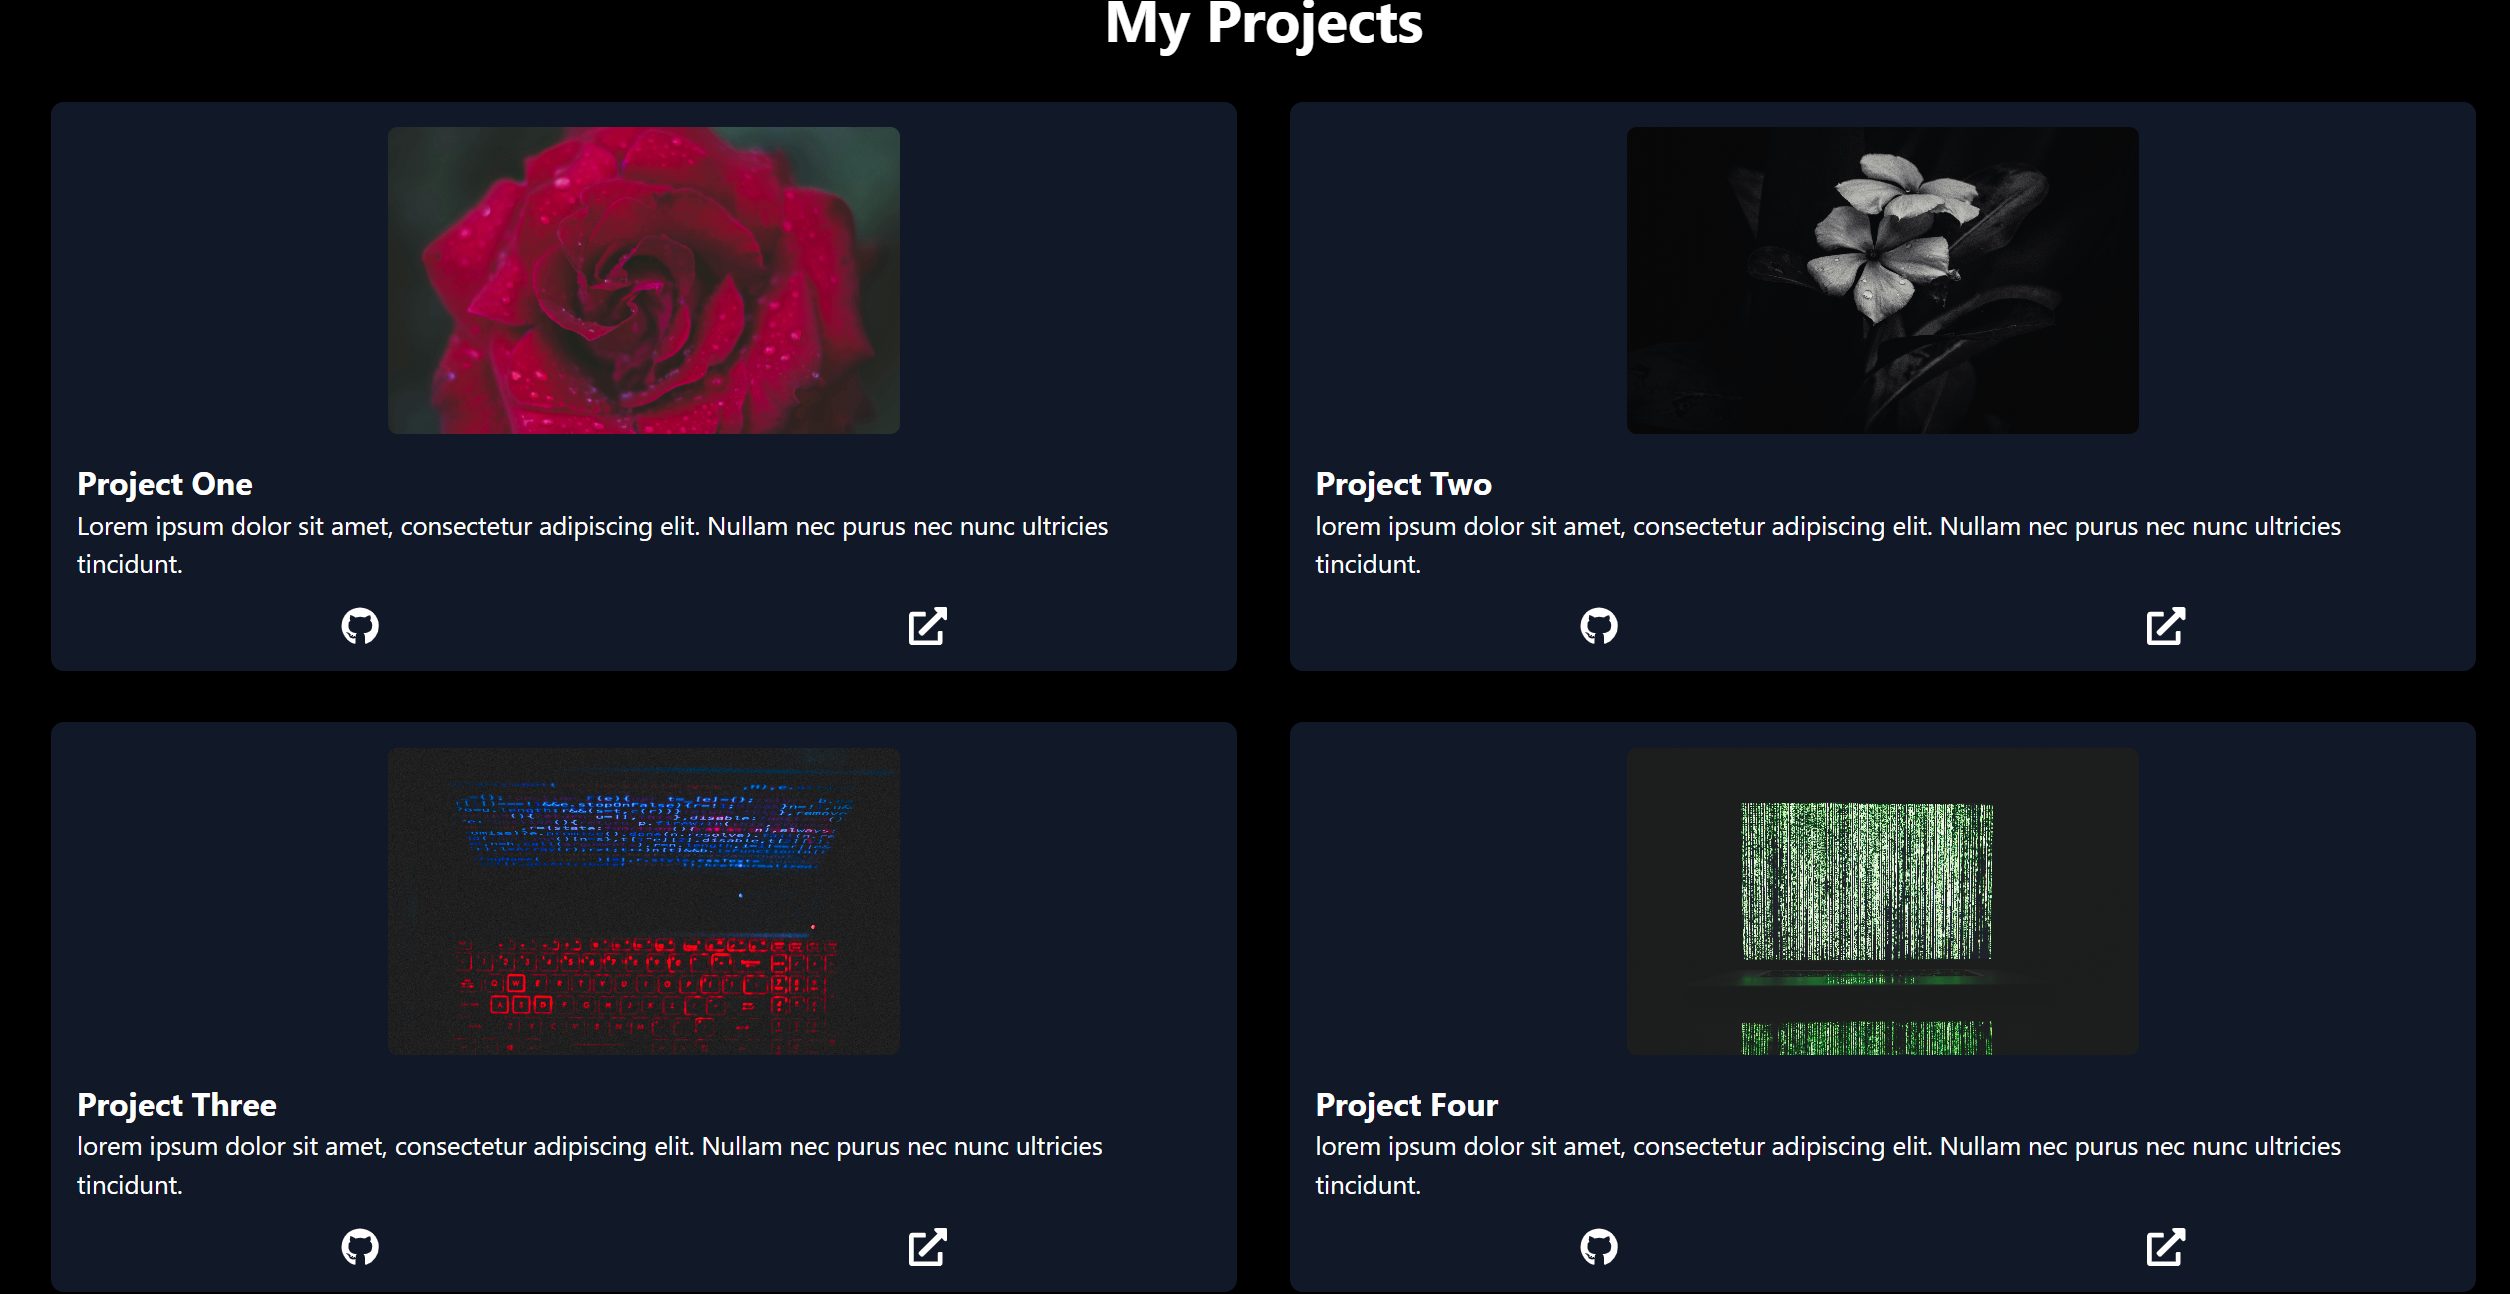 My Projects
Project One
Lorem ipsum dolor sit amet, consectetur adipiscing elit. Nullam nec purus nec nunc ultricies
tincidunt.
Project Two
lorem ipsum dolor sit amet, consectetur adipiscing elit. Nullam nec purus nec nunc ultricies
tincidunt.
Project Three
lorem ipsum dolor sit amet, consectetur adipiscing elit. Nullam nec purus nec nunc ultricies
tincidunt.
Project Four
lorem ipsum dolor sit amet, consectetur adipiscing elit. Nullam nec purus nec nunc ultricies
tincidunt.